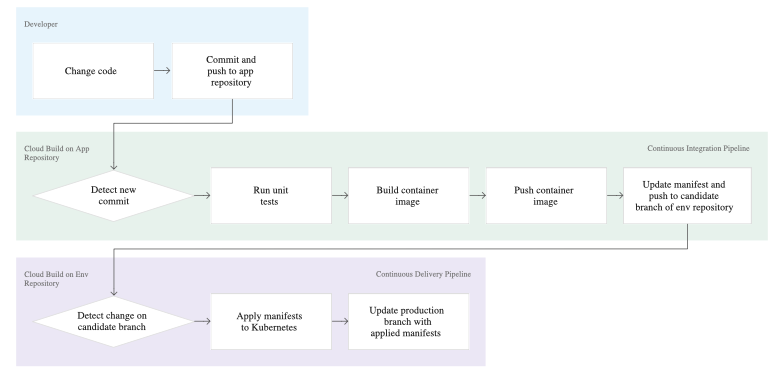 Developer
Change code
Commit and
push to app
repository
Cloud Build on App
Repository
Continuous Integration Pipeline
Detect new
commit
Run unit
tests
Build container
image
Push container
image
Update manifest and
push to candidate
branch of env repository
Cloud Build on Env
Repository
Continuous Delivery Pipeline
Detect change on
candidate branch
Apply manifests
to Kubernetes
Update production
branch with
applied manifests